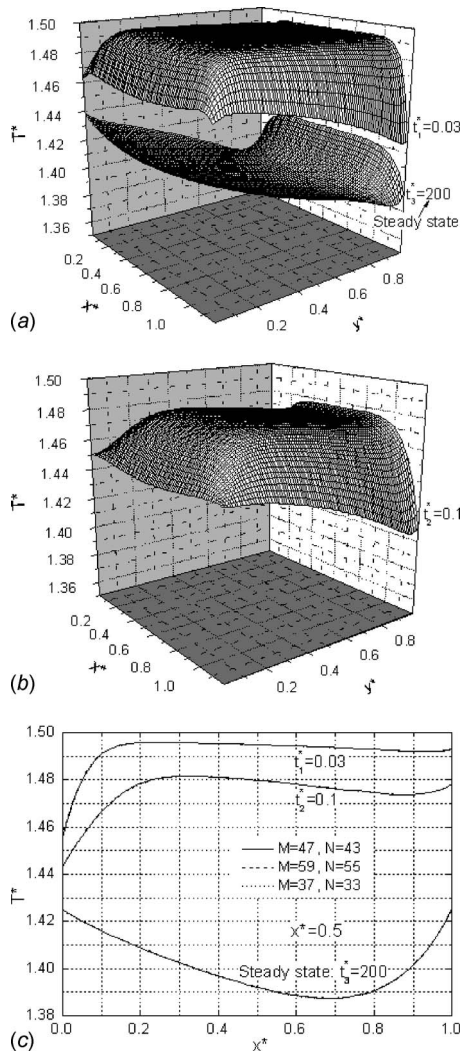 1.50
1.48
1.46
1.44
1.42
1.40
1.38
1.36
T*
t₁*=0.03
t₃*=200
Steady state
0.2
0.4
0.6
0.8
1.0
x*
0.2
0.4
0.6
0.8
y*
(a)
1.50
1.48
1.46
1.44
1.42
1.40
1.38
1.36
T*
t₂*=0.1
0.2
0.4
0.6
0.8
1.0
x*
0.2
0.4
0.6
0.8
y*
(b)
1.50
1.48
1.46
1.44
1.42
1.40
1.38
T*
t₁*=0.03
t₂*=0.1
M=47 , N=43
M=59 , N=55
M=37 , N=33
x*=0.5
Steady state: t₃*=200
0.0 0.2 0.4 0.6 0.8 1.0
x*
(c)